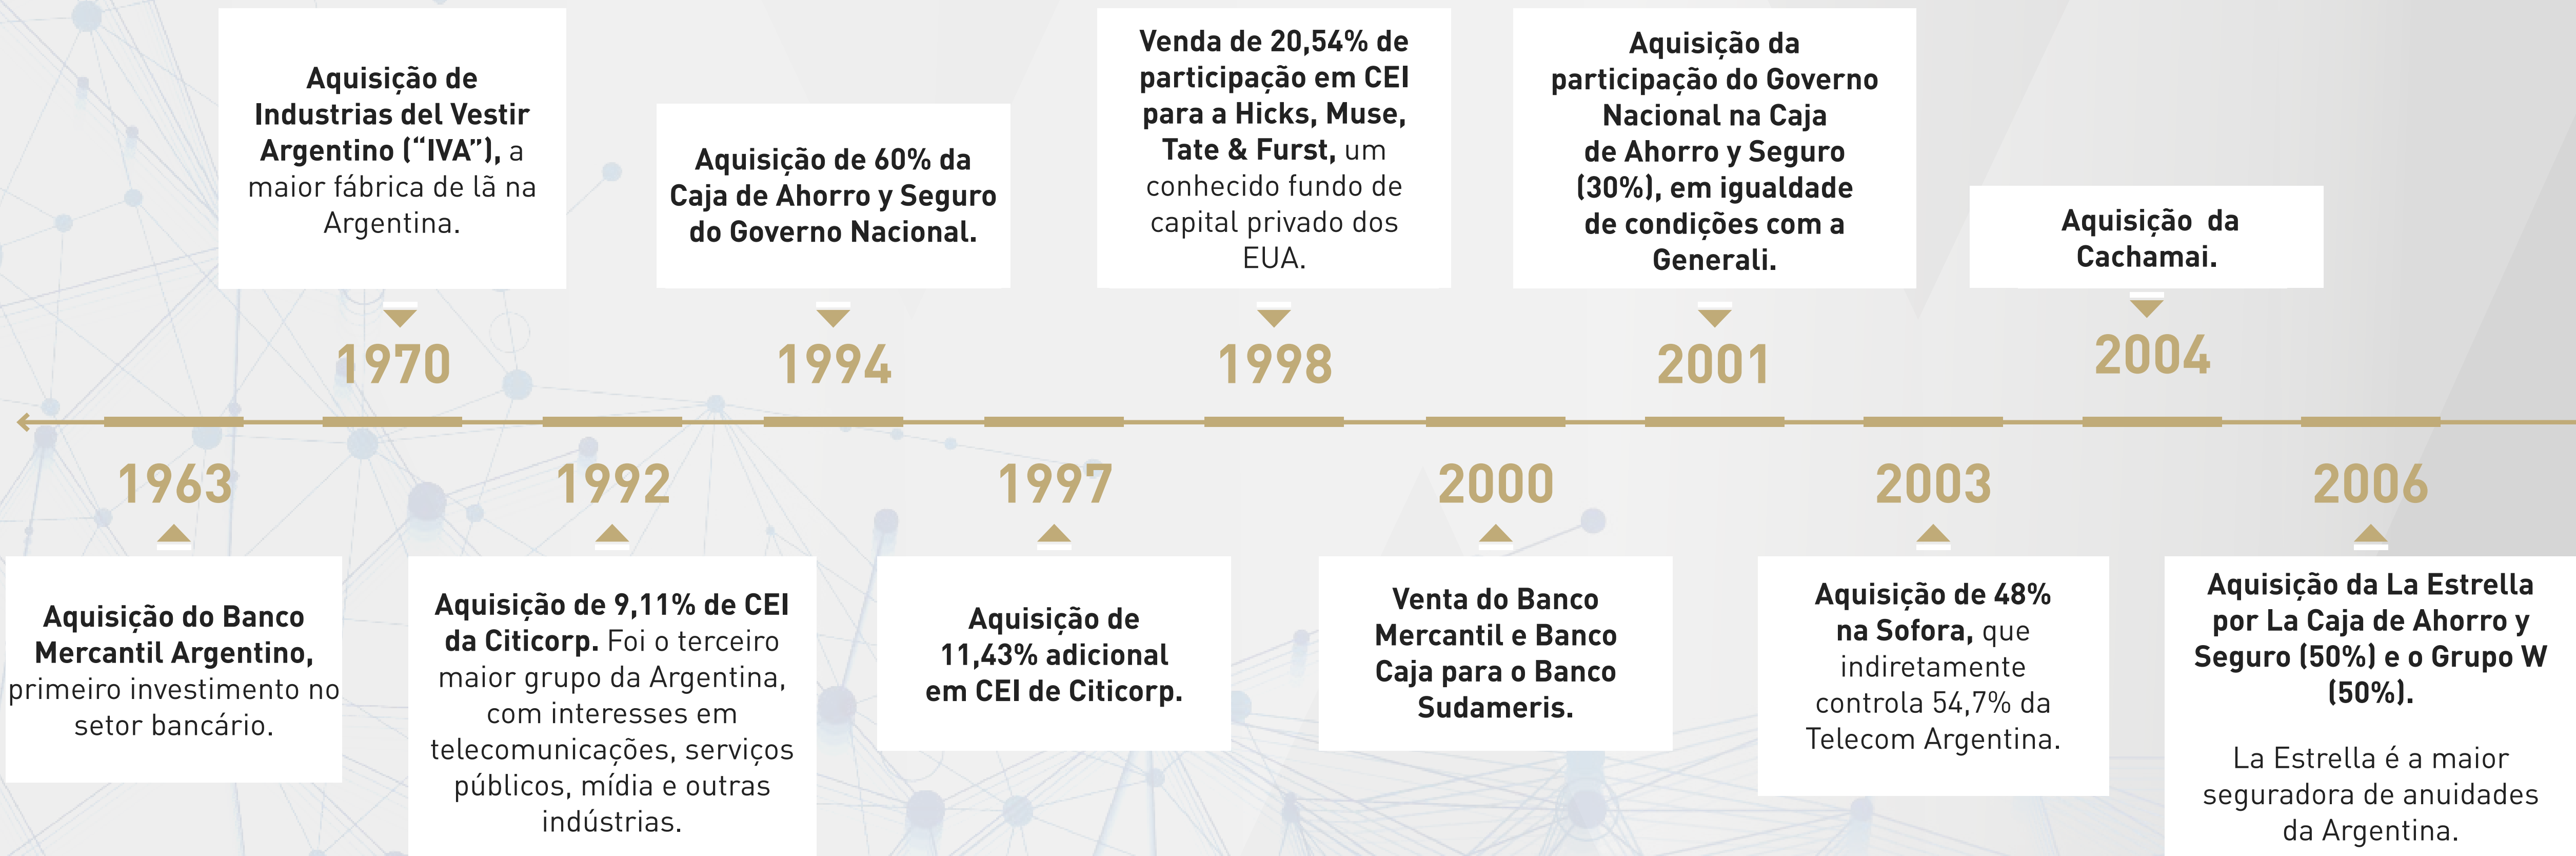 Aquisição de
Industrias del Vestir
Argentino (“IVA”), a
maior fábrica de lã na
Argentina.
Aquisição de 60% da
Caja de Ahorro y Seguro
do Governo Nacional.
Venda de 20,54% de
participação em CEI
para a Hicks, Muse,
Tate & Furst, um
conhecido fundo de
capital privado dos
EUA.
Aquisição da
participação do Governo
Nacional na Caja
de Ahorro y Seguro
(30%), em igualdade
de condições com a
Generali.
Aquisição da
Cachamai.
1970
1994
1998
2001
2004
1963
1992
1997
2000
2003
2006
Aquisição do Banco
Mercantil Argentino,
primeiro investimento no
setor bancário.
Aquisição de 9,11% de CEI
da Citicorp. Foi o terceiro
maior grupo da Argentina,
com interesses em
telecomunicações, serviços
públicos, mídia e outras
indústrias.
Aquisição de
11,43% adicional
em CEI de Citicorp.
Venta do Banco
Mercantil e Banco
Caja para o Banco
Sudameris.
Aquisição de 48%
na Sofora, que
indiretamente
controla 54,7% da
Telecom Argentina.
Aquisição da La Estrella
por La Caja de Ahorro y
Seguro (50%) e o Grupo W
(50%).
La Estrella é a maior
seguradora de anuidades
da Argentina.